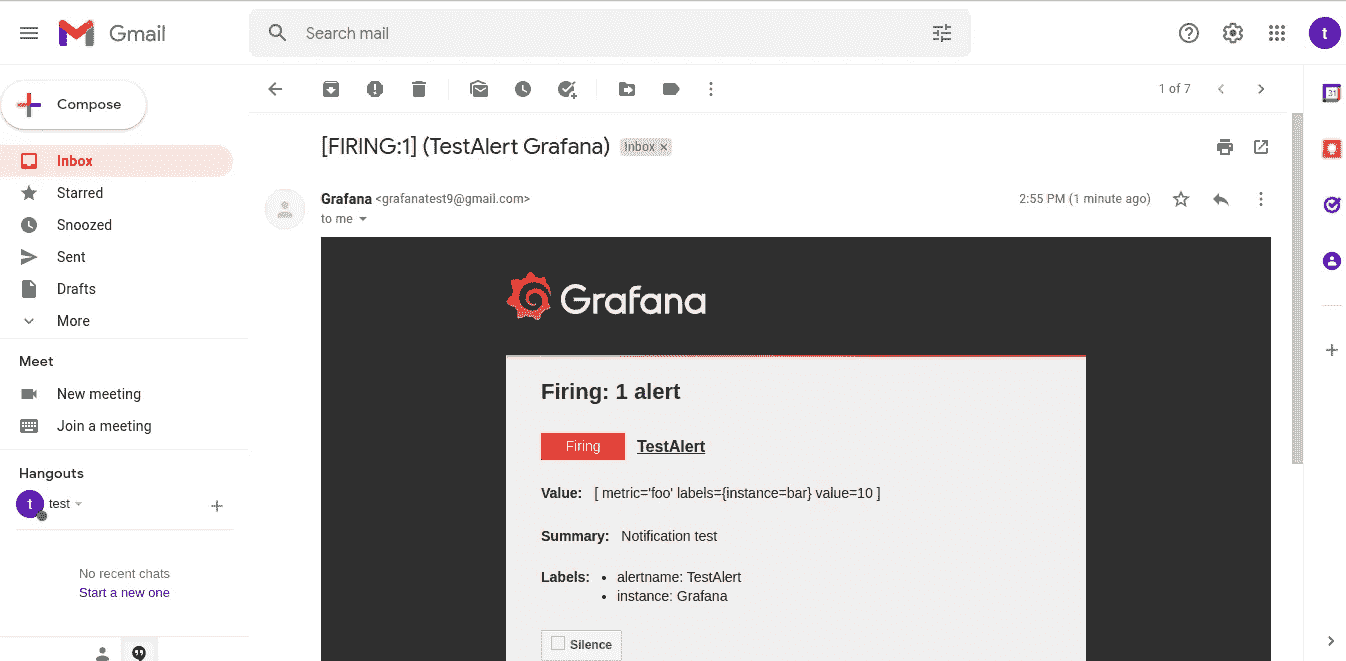 Gmail
Search mail
t
Compose
1 of 7
31
[FIRING:1] (TestAlert Grafana) Inbox ×
Inbox
Starred
Snoozed
Sent
Drafts
More
Grafana <grafanatest9@gmail.com>
2:55 PM (1 minute ago)
to me
Grafana
Meet
New meeting
Join a meeting
Hangouts
t test
No recent chats
Start a new one
Firing: 1 alert
Firing TestAlert
Value: [ metric='foo' labels={instance=bar} value=10 ]
Summary: Notification test
Labels: • alertname: TestAlert
• instance: Grafana
Silence